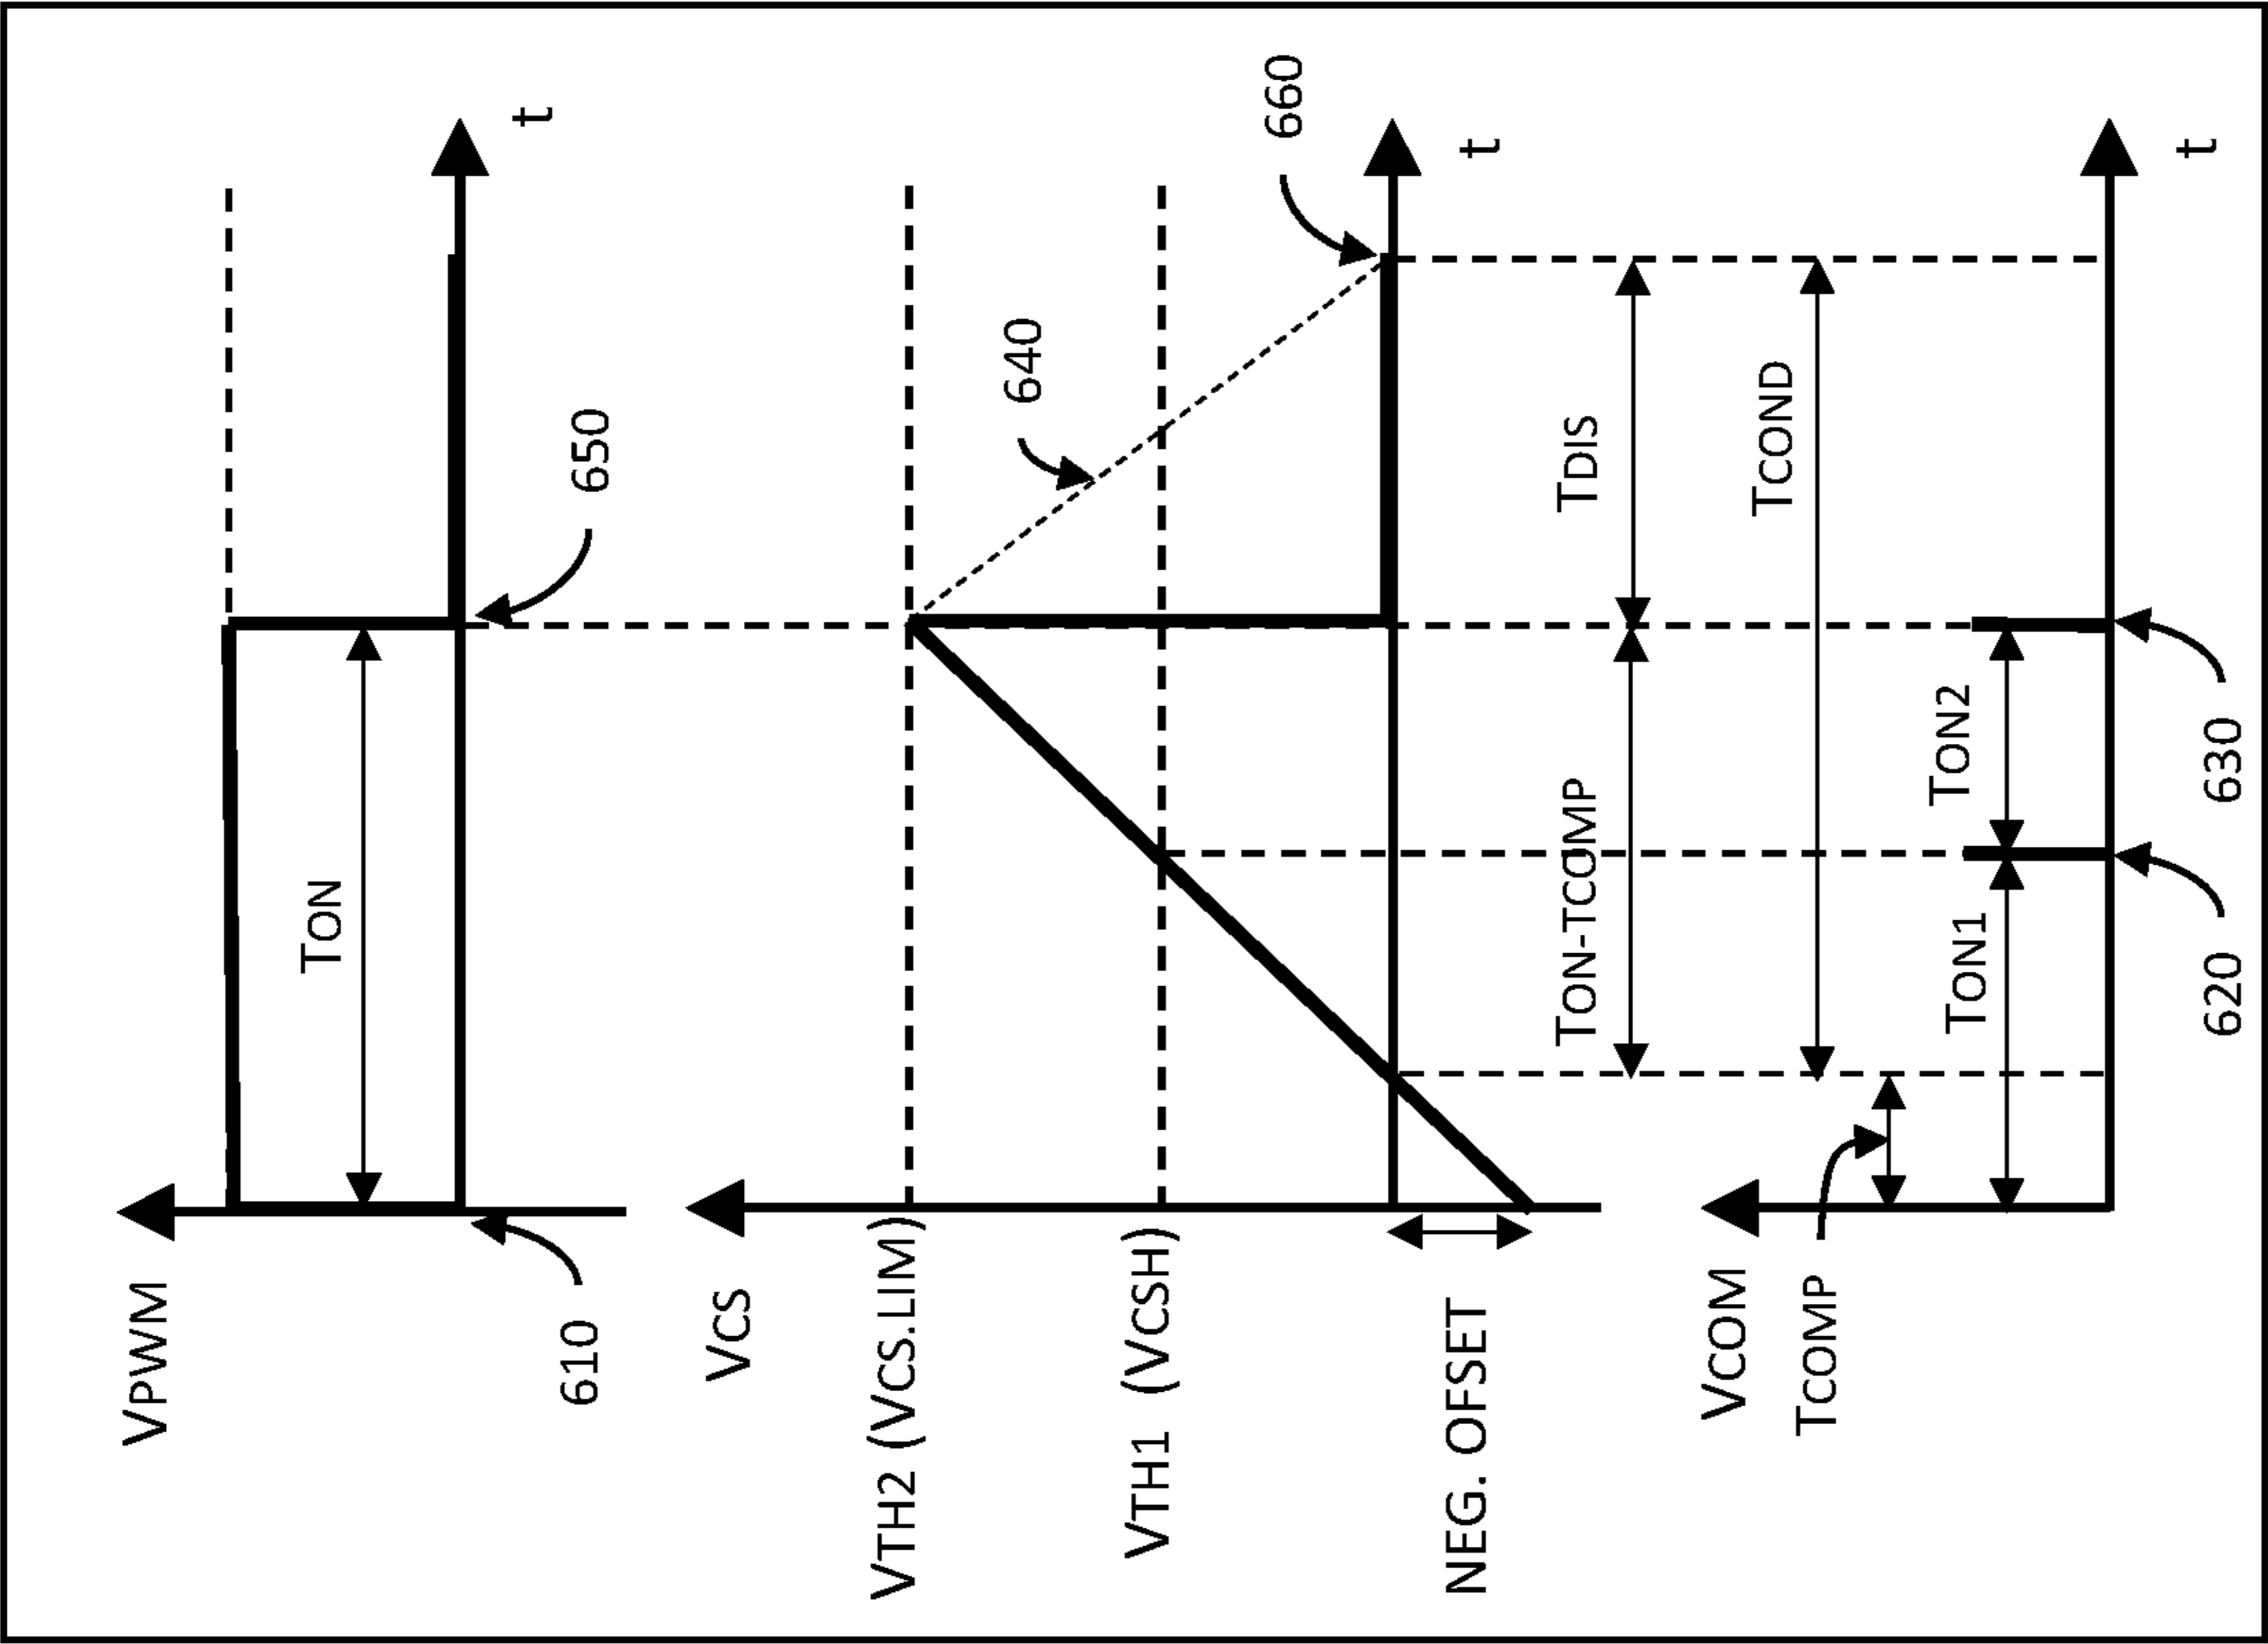 VPWM
TON
t
610
650
VCS
VTH2 (VCS.LIM)
VTH1 (VCSH)
NEG. OFFSET
640
660
t
TON-TCOMP
TDIS
TCOND
VCOM
TCOMP
TON1
TON2
t
620
630